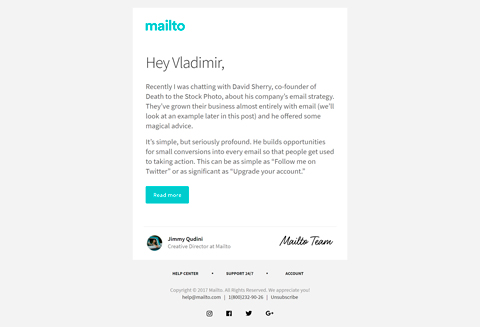 mailto
Hey Vladimir,
Recently I was chatting with David Sherry, co-founder of
Death to the Stock Photo, about his company's email strategy.
They've grown their business almost entirely with email (we'll
look at an example later in this post) and he offered some
magical advice.
It's simple, but seriously profound. He builds opportunities
for small conversions into every email so that people get used
to taking action. This can be as simple as “Follow me on
Twitter” or as significant as “Upgrade your account.”
Read more
Jimmy Qudini
Creative Director at Mailto
Mailto Team
HELP CENTER • SUPPORT 24/7 • ACCOUNT
Copyright © 2017 Mailto. All Rights Reserved. We appreciate you!
help@mailto.com | 1(800)232-90-26 | Unsubscribe